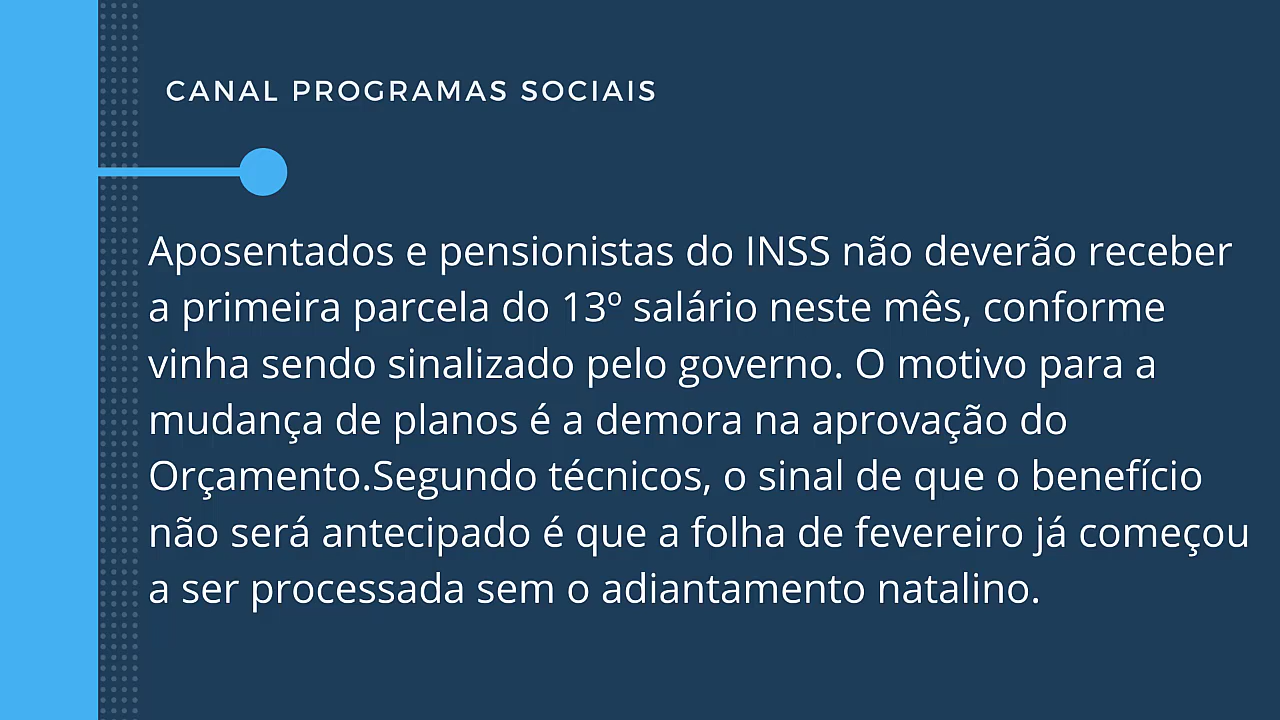 CANAL PROGRAMAS SOCIAIS
Aposentados e pensionistas do INSS não deverão receber
a primeira parcela do 13º salário neste mês, conforme
vinha sendo sinalizado pelo governo. O motivo para a
mudança de planos é a demora na aprovação do
Orçamento.Segundo técnicos, o sinal de que o benefício
não será antecipado é que a folha de fevereiro já começou
a ser processada sem o adiantamento natalino.